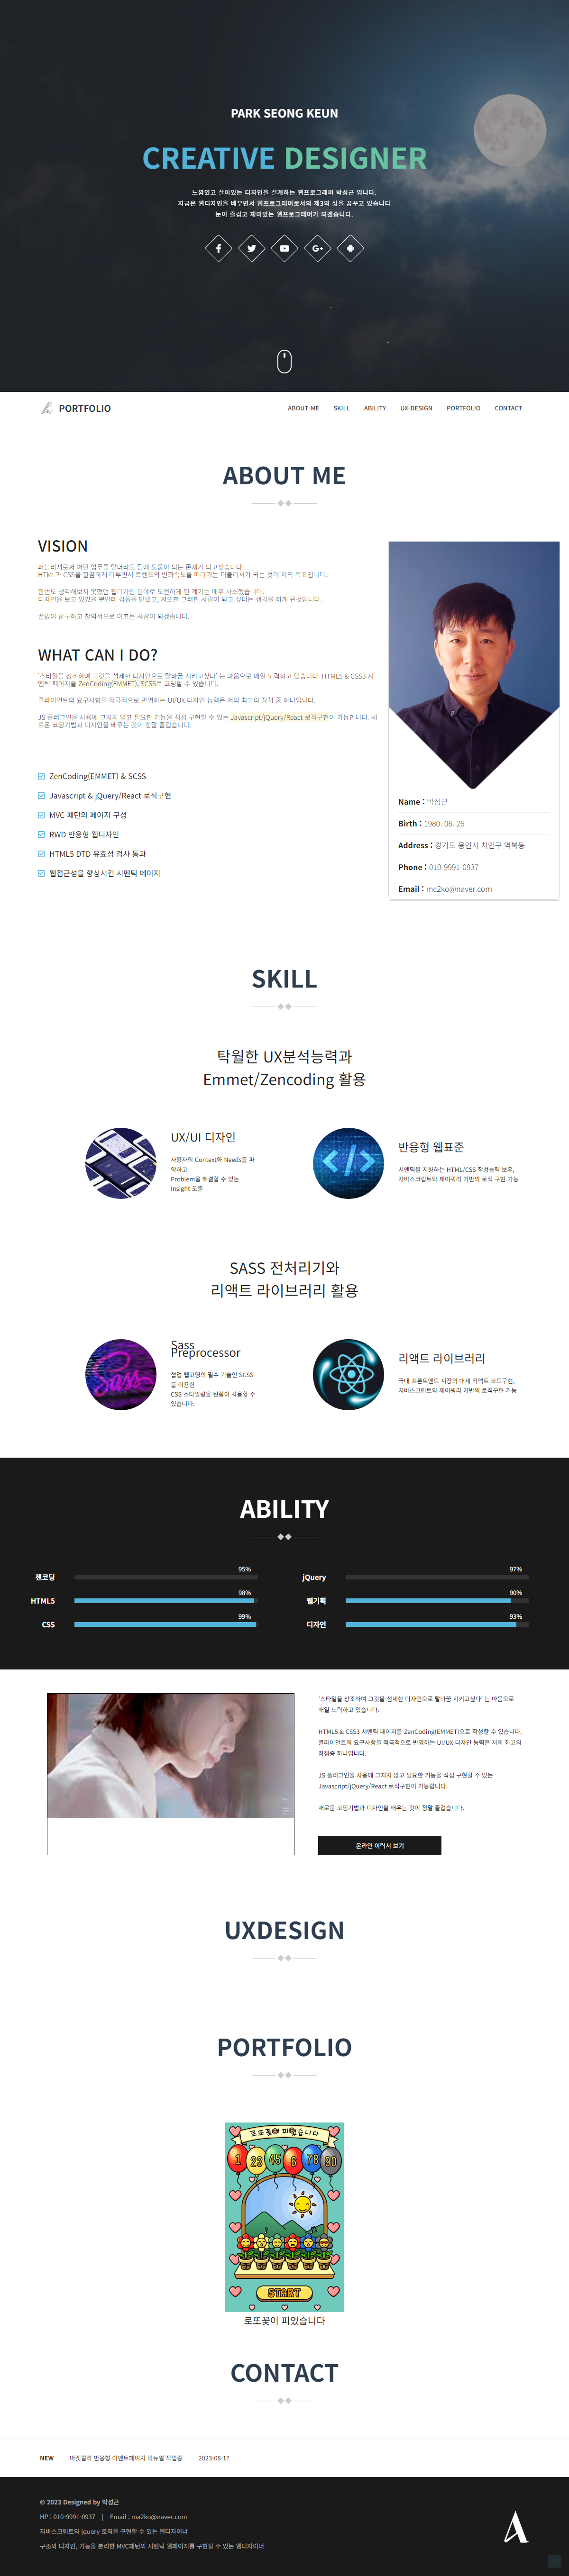 PARK SEONG KEUN
CREATIVE DESIGNER
느낌있고 살아있는 디자인을 설계하는 웹프로그래머 박성근 입니다.
지금은 웹디자인을 배우면서 웹프로그래머로서의 제3의 삶을 꿈꾸고 있습니다
눈이 즐겁고 재미있는 웹프로그래머가 되겠습니다.
PORTFOLIO
ABOUT·ME SKILL ABILITY UX·DESIGN PORTFOLIO CONTACT
ABOUT ME
VISION
퍼블리셔로써 어떤 업무를 맡더라도 팀에 도움이 되는 존재가 되고싶습니다.
HTML과 CSS를 깔끔하게 다루면서 트렌드의 변화속도를 따라가는 퍼블리셔가 되는 것이 저의 목표입니다.
한번도 생각해보지 못했던 웹디자인 분야로 도전하게 된 계기는 매우 사소했습니다.
디자인을 보고 있었을 뿐인데 감동을 받았고, 저또한 그러한 사람이 되고 싶다는 생각을 하게 된것입니다.
끝없이 탐구하고 창의적으로 이끄는 사람이 되겠습니다.
WHAT CAN I DO?
'스타일을 창조하여 그것을 섬세한 디자인으로 탈바꿈 시키고싶다' 는 마음으로 매일 노력하고 있습니다. HTML5 & CSS3 시
멘틱 페이지를 ZenCoding(EMMET), SCSS로 코딩할 수 있습니다.
클라이언트의 요구사항을 적극적으로 반영하는 UI/UX 디자인 능력은 저의 최고의 장점 중 하나입니다.
JS 플러그인을 사용에 그치지 않고 필요한 기능을 직접 구현할 수 있는 Javascript/jQuery/React 로직구현이 가능합니다. 새
로운 코딩기법과 디자인을 배우는 것이 정말 즐겁습니다.
ZenCoding(EMMET) & SCSS
Javascript & jQuery/React 로직구현
MVC 패턴의 페이지 구성
RWD 반응형 웹디자인
HTML5 DTD 유효성 검사 통과
웹접근성을 향상시킨 시멘틱 페이지
Name : 박성근
Birth : 1980. 06. 26
Address : 경기도 용인시 처인구 역북동
Phone : 010-9991-0937
Email : mc2ko@naver.com
SKILL
탁월한 UX분석능력과
Emmet/Zencoding 활용
UX/UI 디자인
사용자의 Context와 Needs를 파
악하고
Problem을 해결할 수 있는
Insight 도출
반응형 웹표준
시멘틱을 지향하는 HTML/CSS 작성능력 보유,
자바스크립트와 제이쿼리 기반의 로직 구현 가능
SASS 전처리기와
리액트 라이브러리 활용
Sass
Preprocessor
협업 웹코딩의 필수 기술인 SCSS
를 이용한
CSS 스타일링을 원활이 사용할 수
있습니다.
리액트 라이브러리
국내 프론트엔드 시장의 대세 리액트 코드구현,
자바스크립트와 제이쿼리 기반의 로직구현 가능
ABILITY
젠코딩 95%
jQuery 97%
HTML5 98%
웹기획 90%
CSS 99%
디자인 93%
'스타일을 창조하여 그것을 섬세한 디자인으로 탈바꿈 시키고싶다' 는 마음으로
매일 노력하고 있습니다.
HTML5 & CSS3 시멘틱 페이지를 ZenCoding(EMMET)으로 작성할 수 있습니다.
클라이언트의 요구사항을 적극적으로 반영하는 UI/UX 디자인 능력은 저의 최고의
장점중 하나입니다.
JS 플러그인을 사용에 그치지 않고 필요한 기능을 직접 구현할 수 있는
Javascript/jQuery/React 로직구현이 가능합니다.
새로운 코딩기법과 디자인을 배우는 것이 정말 즐겁습니다.
온라인 이력서 보기
UXDESIGN
PORTFOLIO
로또꽃이 피었습니다
1 23 45 6 78 90
START
로또꽃이 피었습니다
CONTACT
NEW 마켓컬리 반응형 이벤트페이지 리뉴얼 작업중 2023-08-17
© 2023 Designed by 박성근
HP : 010-9991-0937 | Email : ma2ko@naver.com
자바스크립트와 jquery 로직을 구현할 수 있는 웹디자이너
구조와 디자인, 기능을 분리한 MVC패턴의 시멘틱 웹페이지를 구현할 수 있는 웹디자이너